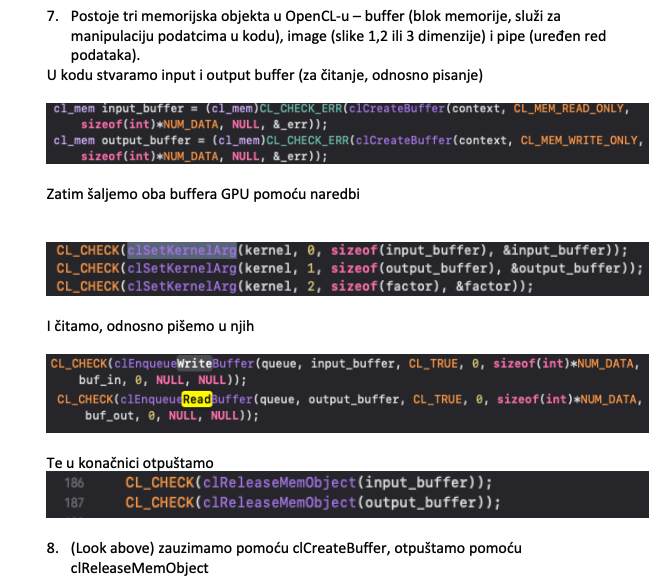 7. Postoje tri memorijska objekta u OpenCL-u – buffer (blok memorije, služi za
manipulaciju podatcima u kodu), image (slike 1,2 ili 3 dimenzije) i pipe (uređen red
podataka).
U kodu stvaramo input i output buffer (za čitanje, odnosno pisanje)
cl_mem input_buffer = (cl_mem)CL_CHECK_ERR(clCreateBuffer(context, CL_MEM_READ_ONLY,
sizeof(int)*NUM_DATA, NULL, &_err));
cl_mem output_buffer = (cl_mem)CL_CHECK_ERR(clCreateBuffer(context, CL_MEM_WRITE_ONLY,
sizeof(int)*NUM_DATA, NULL, &_err));
Zatim šaljemo oba buffera GPU pomoću naredbi
CL_CHECK(clSetKernelArg(kernel, 0, sizeof(input_buffer), &input_buffer));
CL_CHECK(clSetKernelArg(kernel, 1, sizeof(output_buffer), &output_buffer));
CL_CHECK(clSetKernelArg(kernel, 2, sizeof(factor), &factor));
I čitamo, odnosno pišemo u njih
CL_CHECK(clEnqueueWriteBuffer(queue, input_buffer, CL_TRUE, 0, sizeof(int)*NUM_DATA,
buf_in, 0, NULL, NULL));
CL_CHECK(clEnqueueReadBuffer(queue, output_buffer, CL_TRUE, 0, sizeof(int)*NUM_DATA,
buf_out, 0, NULL, NULL));
Te u konačnici otpuštamo
186 CL_CHECK(clReleaseMemObject(input_buffer));
187 CL_CHECK(clReleaseMemObject(output_buffer));
8. (Look above) zauzimamo pomoću clCreateBuffer, otpuštamo pomoću
clReleaseMemObject